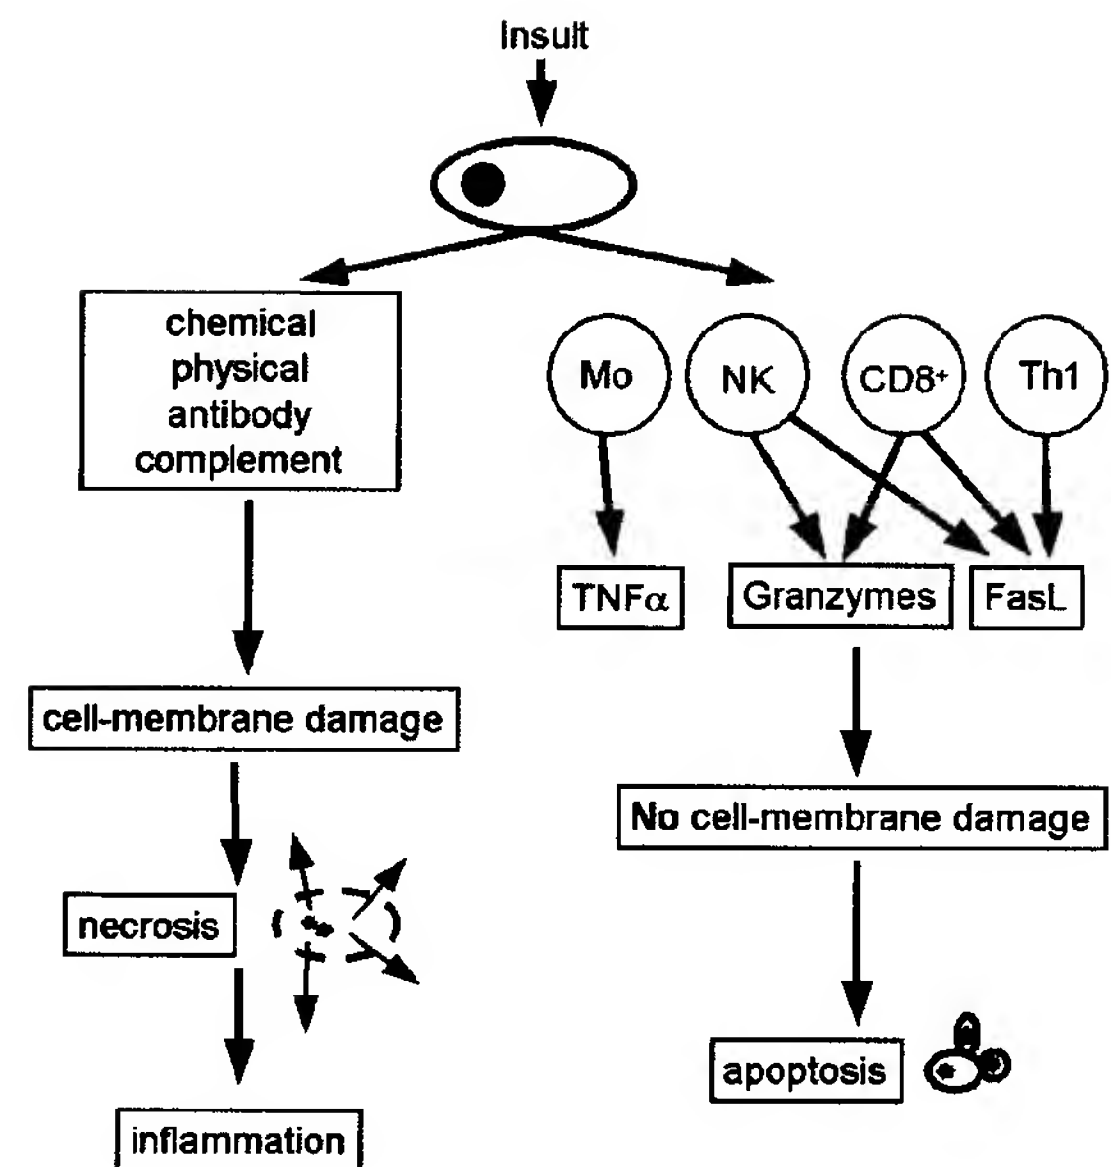 Insult
chemical
physical
antibody
complement
Mo
NK
CD8⁺
Th1
TNFα
Granzymes
FasL
cell-membrane damage
No cell-membrane damage
necrosis
apoptosis
inflammation